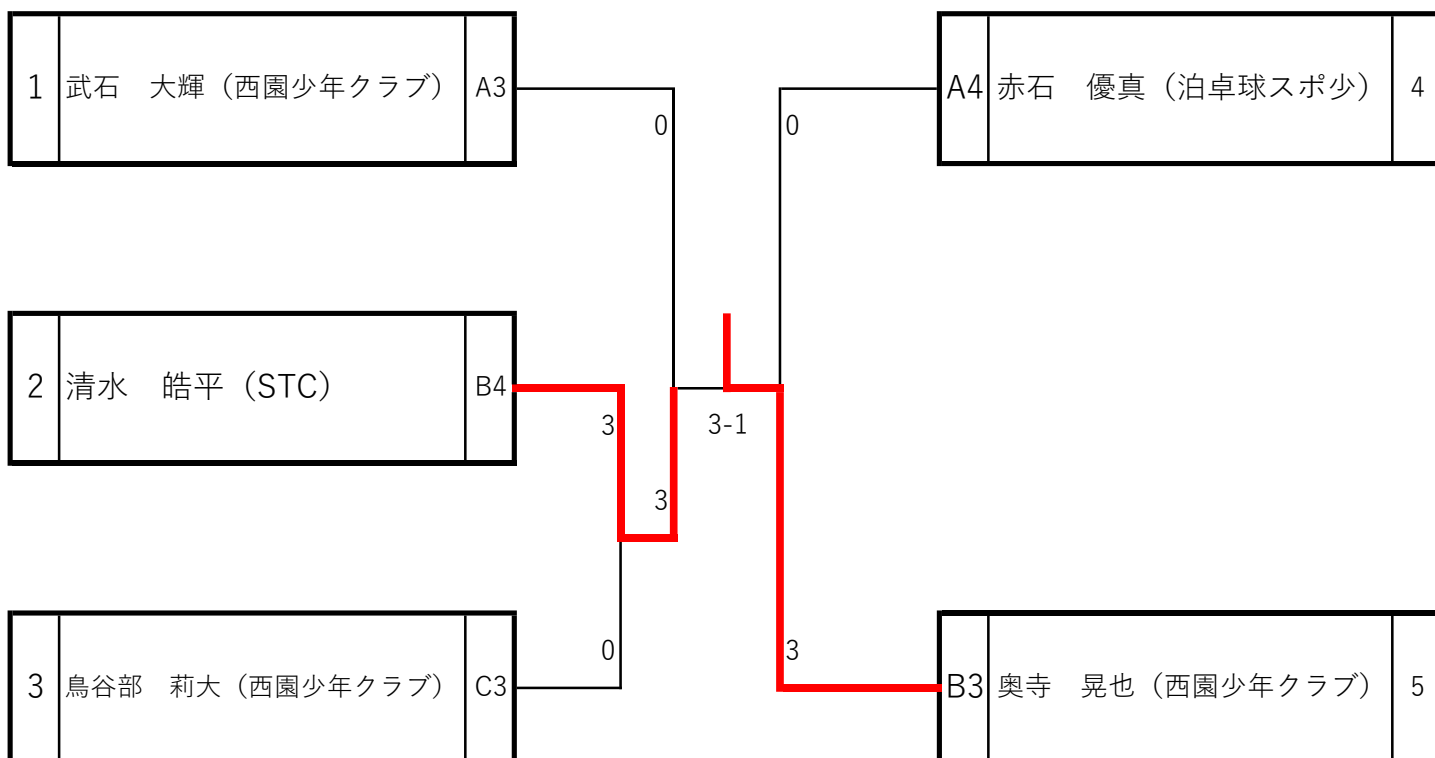 1 武石　大輝（西園少年クラブ） A3
0
0
A4 赤石　優真（泊卓球スポ少） 4
2 清水　皓平（STC） B4
3
3-1
3
3 鳥谷部　莉大（西園少年クラブ） C3
0
3
B3 奥寺　晃也（西園少年クラブ） 5